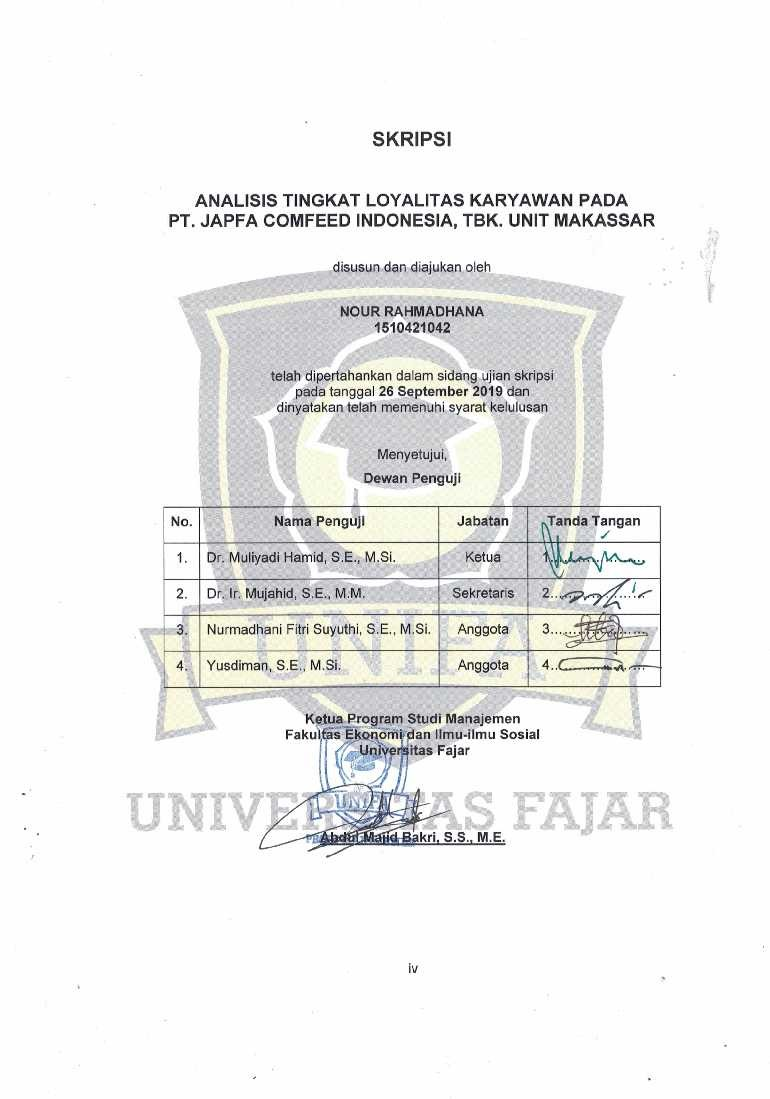 SKRIPSI
ANALISIS TINGKAT LOYALITAS KARYAWAN PADA
PT. JAPFA COMFEED INDONESIA, TBK. UNIT MAKASSAR
disusun dan diajukan oleh
NOUR RAHMADHANA
1510421042
telah dipertahankan dalam sidang ujian skripsi
pada tanggal 26 September 2019 dan
dinyatakan telah memenuhi syarat kelulusan
Menyetujui,
Dewan Penguji
No. Nama Penguji Jabatan Tanda Tangan
1. Dr. Muliyadi Hamid, S.E., M.Si. Ketua 1.
2. Dr. Ir. Mujahid, S.E., M.M. Sekretaris 2...
3. Nurmadhani Fitri Suyuthi, S.E., M.Si. Anggota 3...
4. Yusdiman, S.E., M.Si. Anggota 4...
UNIFA
Ketua Program Studi Manajemen
Fakultas Ekonomi dan Ilmu-ilmu Sosial
Universitas Fajar
UNIFA
UNIVERSITAS FAJAR
Abdul Majid Bakri, S.S., M.E.
iv